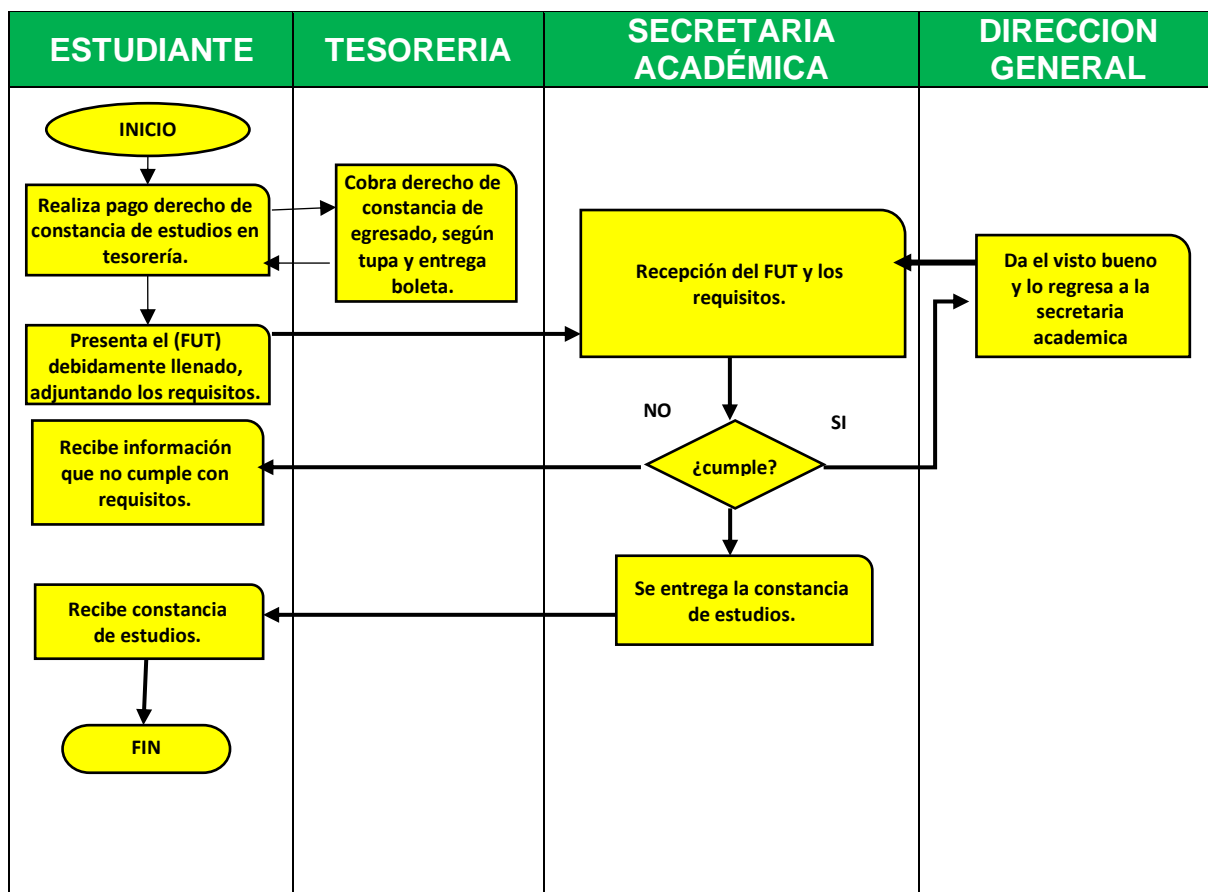 ESTUDIANTE
TESORERIA
SECRETARIA
ACADÉMICA
DIRECCION
GENERAL
INICIO
Realiza pago derecho de
constancia de estudios en
tesorería.
Cobra derecho de
constancia de
egresado, según
tupa y entrega
boleta.
Recepción del FUT y los
requisitos.
Da el visto bueno
y lo regresa a la
secretaria
academica
Presenta el (FUT)
debidamente llenado,
adjuntando los requisitos.
NO
SI
Recibe información
que no cumple con
requisitos.
¿cumple?
Se entrega la constancia
de estudios.
Recibe constancia
de estudios.
FIN